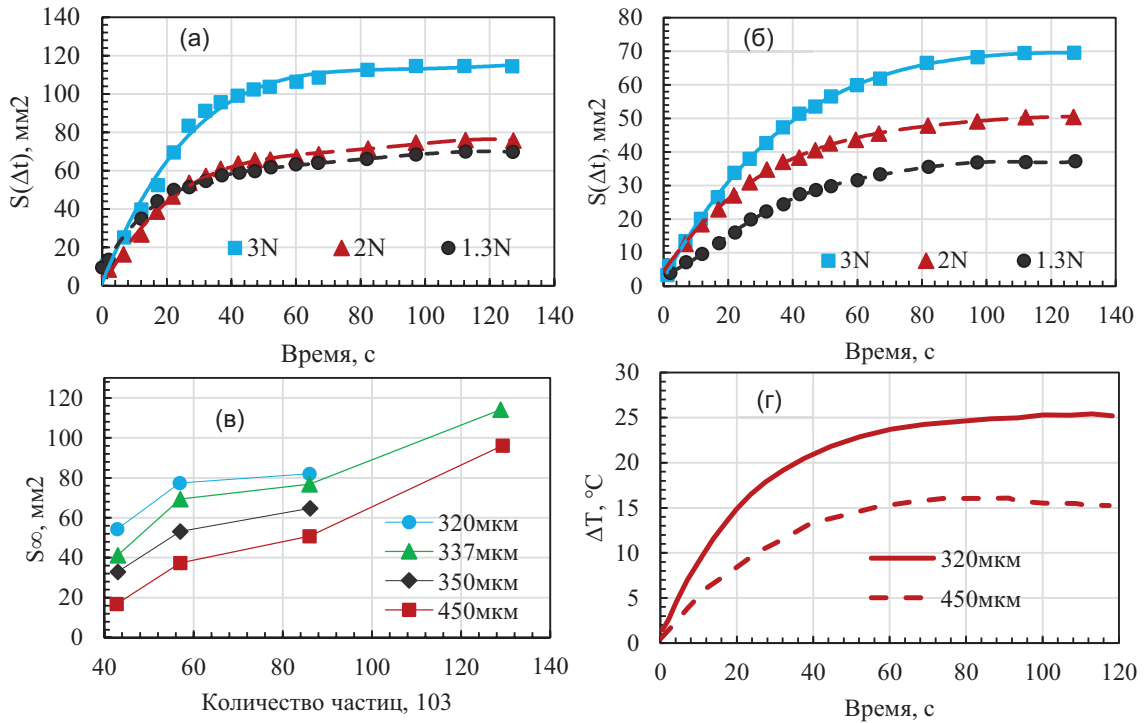 (а)
S(Δt), мм2
140
120
100
80
60
40
20
0
3N 2N 1.3N
0 20 40 60 80 100 120 140
Время, с
(б)
S(Δt), мм2
80
70
60
50
40
30
20
10
0
3N 2N 1.3N
0 20 40 60 80 100 120 140
Время, с
(в)
S∞, мм2
120
100
80
60
40
20
0
320мкм
337мкм
350мкм
450мкм
40 60 80 100 120 140
Количество частиц, 103
(г)
ΔT, °C
30
25
20
15
10
5
0
320мкм
450мкм
0 20 40 60 80 100 120
Время, с